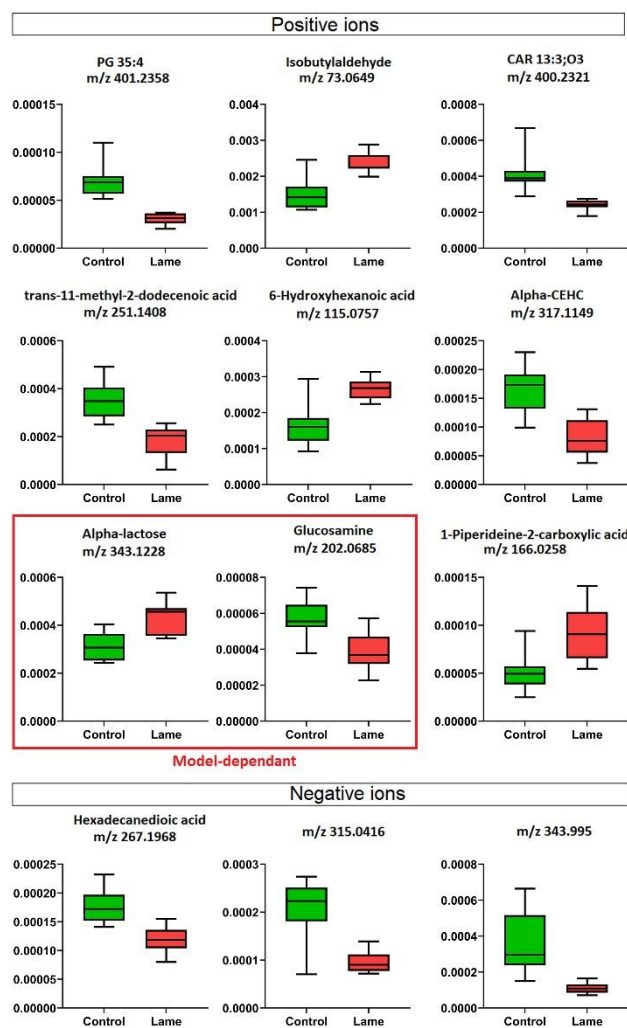 Positive ions
PG 35:4
m/z 401.2358
0.00015
0.00010
0.00005
0.00000
Control Lame
Isobutylaldehyde
m/z 73.0649
0.004
0.003
0.002
0.001
0.000
Control Lame
CAR 13:3;O3
m/z 400.2321
0.0008
0.0006
0.0004
0.0002
0.0000
Control Lame
trans-11-methyl-2-dodecenoic acid
m/z 251.1408
0.0006
0.0004
0.0002
0.0000
Control Lame
6-Hydroxyhexanoic acid
m/z 115.0757
0.0004
0.0003
0.0002
0.0001
0.0000
Control Lame
Alpha-CEHC
m/z 317.1149
0.00025
0.00020
0.00015
0.00010
0.00005
0.00000
Control Lame
Alpha-lactose
m/z 343.1228
0.0006
0.0004
0.0002
0.0000
Control Lame
Glucosamine
m/z 202.0685
0.00008
0.00006
0.00004
0.00002
0.00000
Control Lame
Model-dependant
1-Piperideine-2-carboxylic acid
m/z 166.0258
0.00015
0.00010
0.00005
0.00000
Control Lame
Negative ions
Hexadecanedioic acid
m/z 267.1968
0.00025
0.00020
0.00015
0.00010
0.00005
0.00000
Control Lame
m/z 315.0416
0.0003
0.0002
0.0001
0.0000
Control Lame
m/z 343.995
0.0008
0.0006
0.0004
0.0002
0.0000
Control Lame